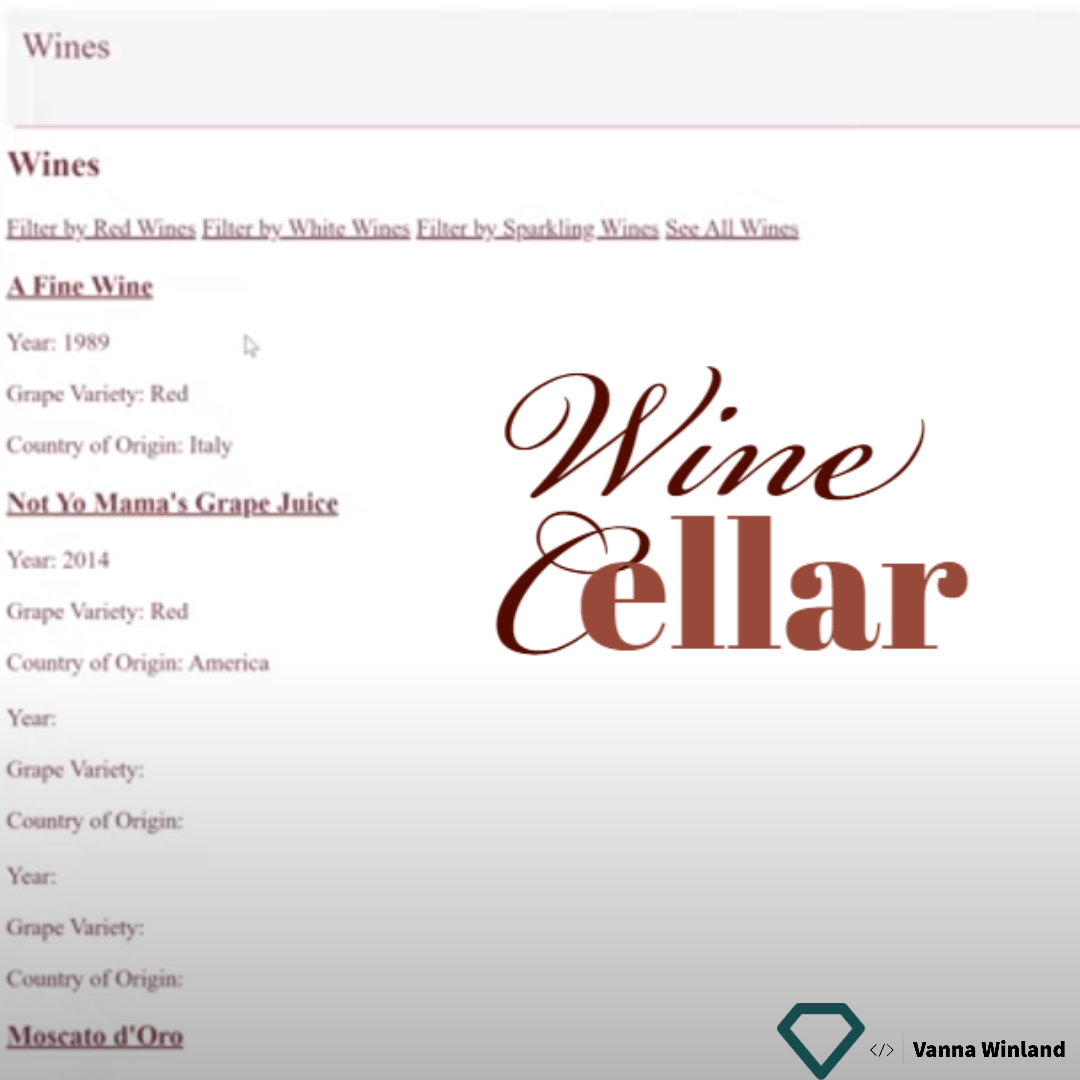 Wines
Wines
Filter by Red Wines Filter by White Wines Filter by Sparkling Wines See All Wines
A Fine Wine
Year: 1989
Grape Variety: Red
Country of Origin: Italy
Not Yo Mama's Grape Juice
Year: 2014
Grape Variety: Red
Country of Origin: America
Year:
Grape Variety:
Country of Origin:
Year:
Grape Variety:
Country of Origin:
Moscato d'Oro
Wine
Cellar
</> Vanna Winland